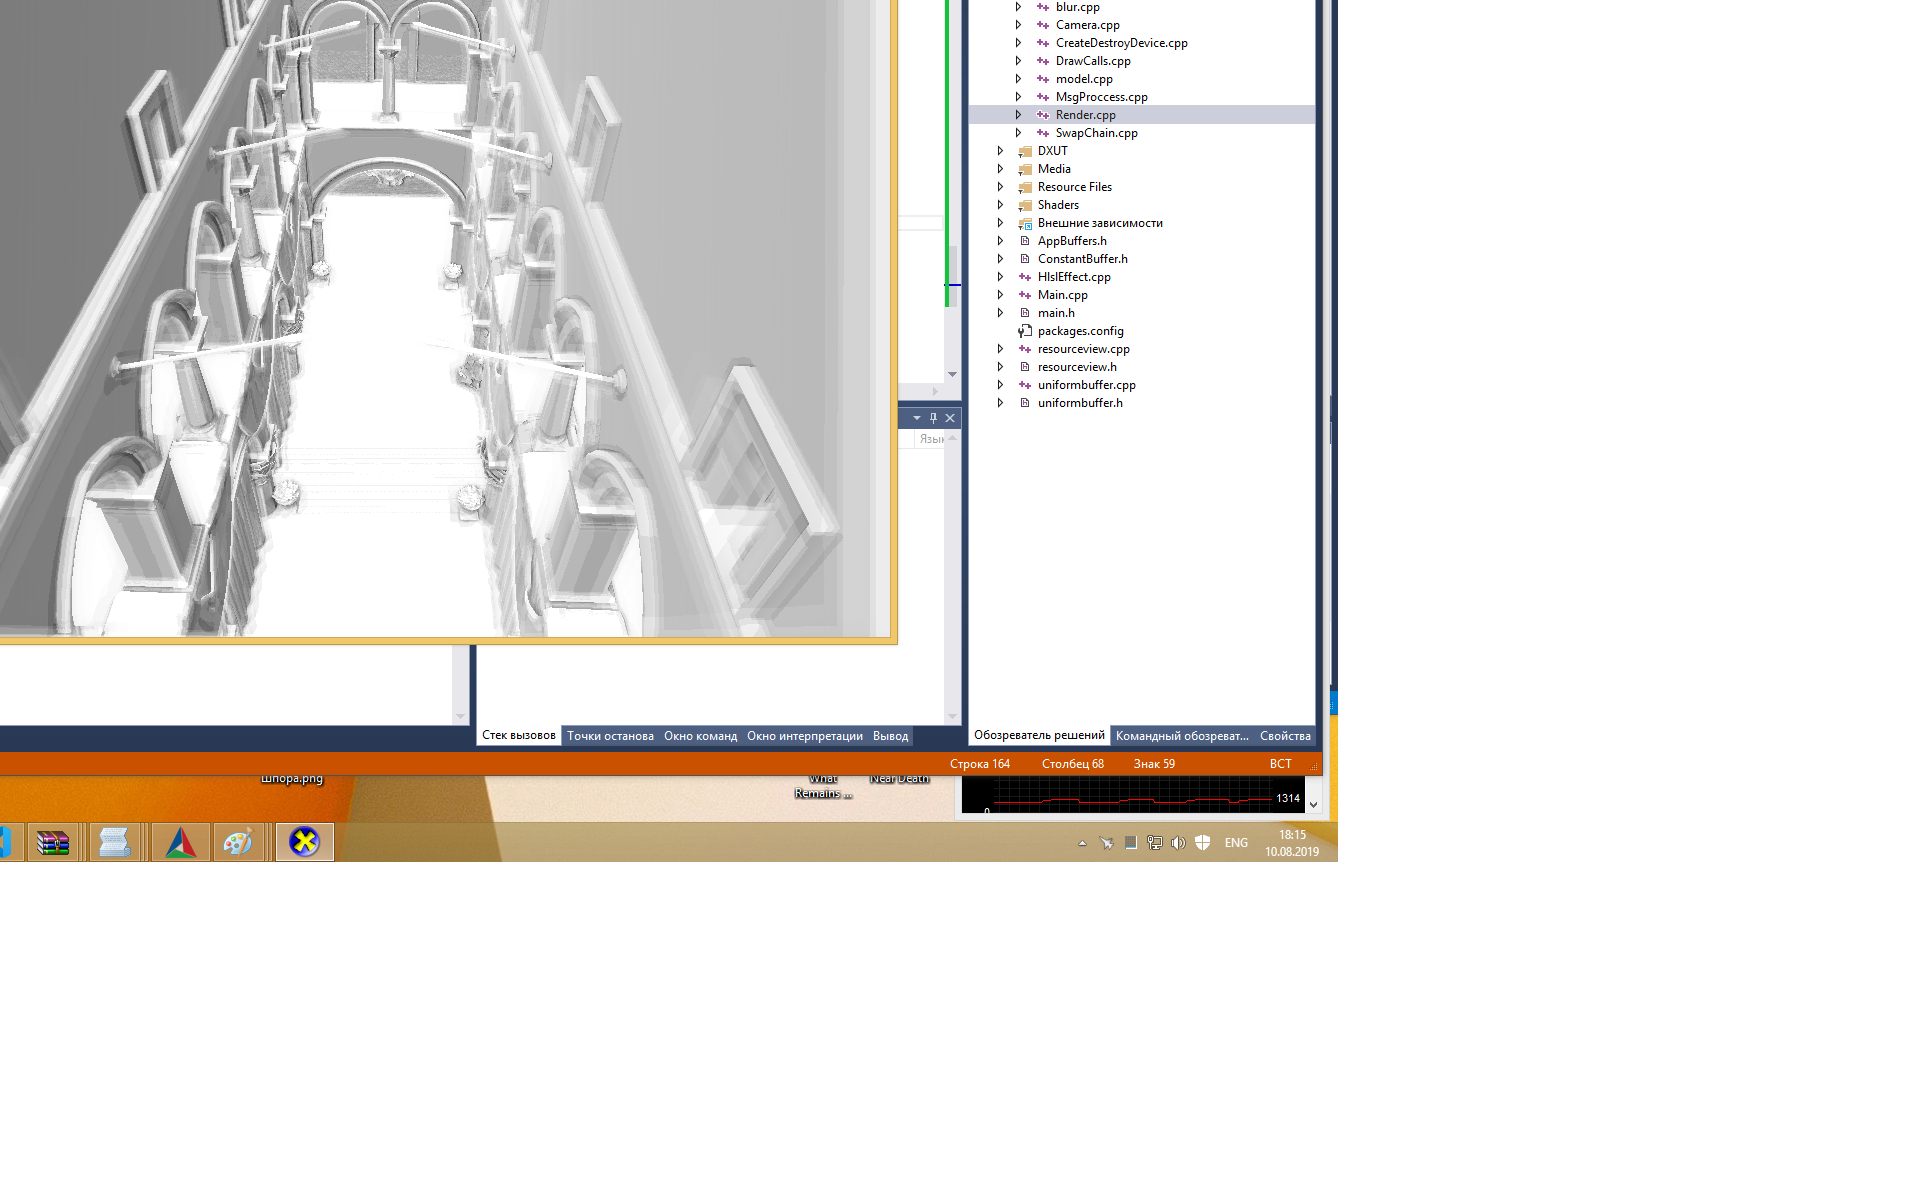 blur.cpp
Camera.cpp
CreateDestroyDevice.cpp
DrawCalls.cpp
model.cpp
MsgProccess.cpp
Render.cpp
SwapChain.cpp
DXUT
Media
Resource Files
Shaders
Внешние зависимости
AppBuffers.h
ConstantBuffer.h
HlslEffect.cpp
Main.cpp
main.h
packages.config
resourceview.cpp
resourceview.h
uniformbuffer.cpp
uniformbuffer.h
Язык
Стек вызовов Точки останова Окно команд Окно интерпретации Вывод
Обозреватель решений Командный обозреват... Свойства
Строка 164 Столбец 68 Знак 59 ВСТ
Шпора.png
What Remains ...
Near Death
1314
0
ENG
18:15
10.08.2019